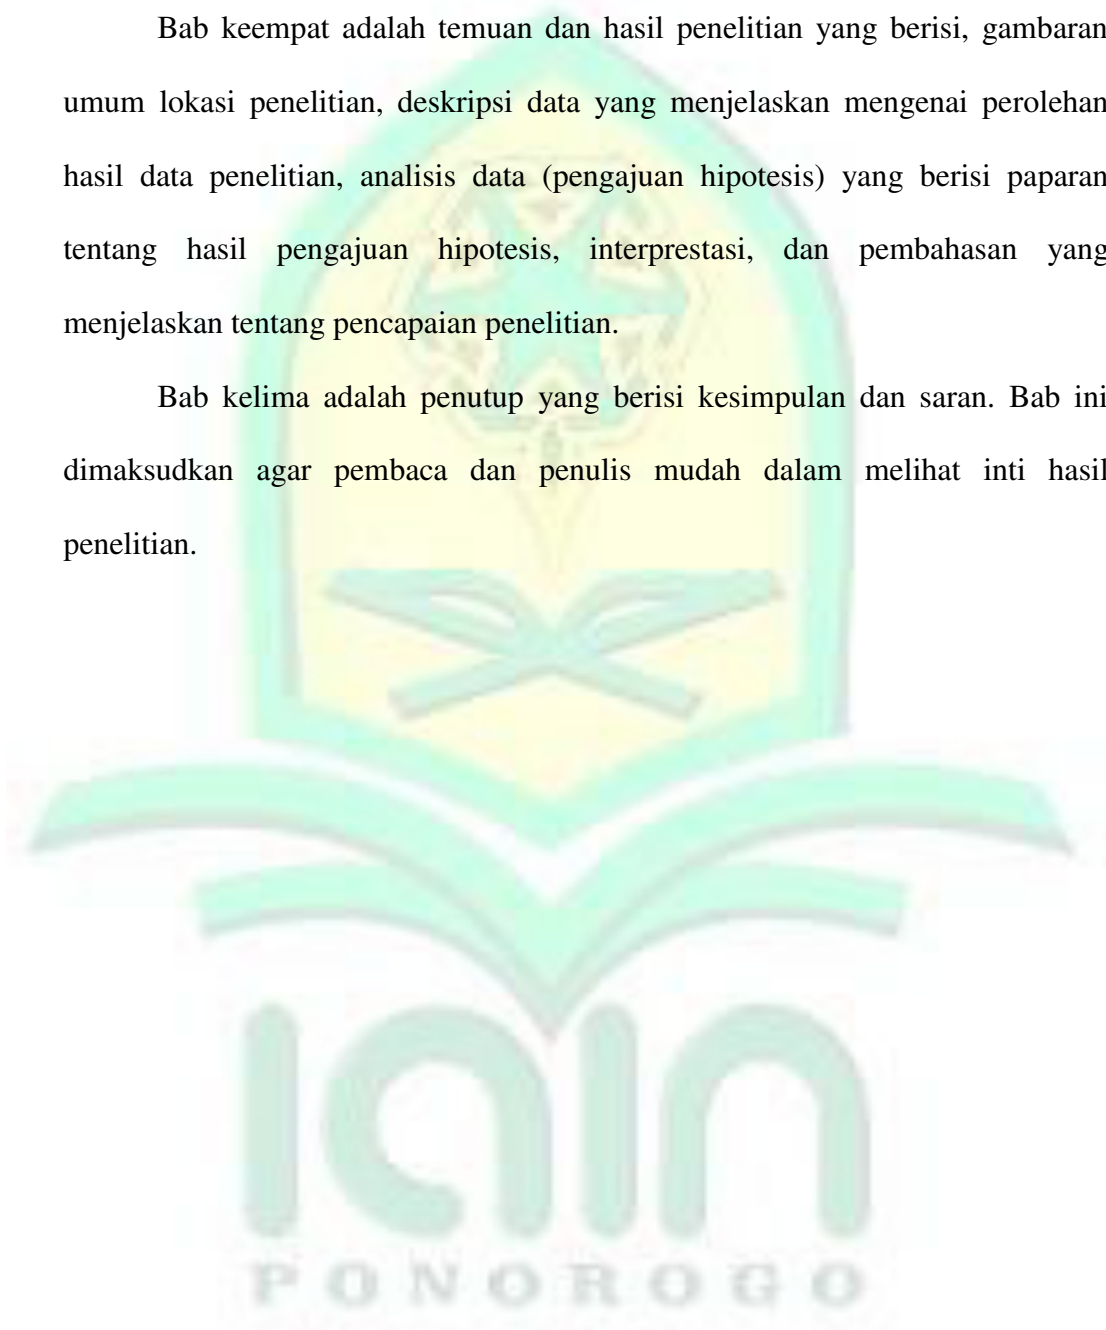 Bab keempat adalah temuan dan hasil penelitian yang berisi, gambaran
umum lokasi penelitian, deskripsi data yang menjelaskan mengenai perolehan
hasil data penelitian, analisis data (pengajuan hipotesis) yang berisi paparan
tentang hasil pengajuan hipotesis, interprestasi, dan pembahasan yang
menjelaskan tentang pencapaian penelitian.
Bab kelima adalah penutup yang berisi kesimpulan dan saran. Bab ini
dimaksudkan agar pembaca dan penulis mudah dalam melihat inti hasil
penelitian.
IAIN
PONOROGO